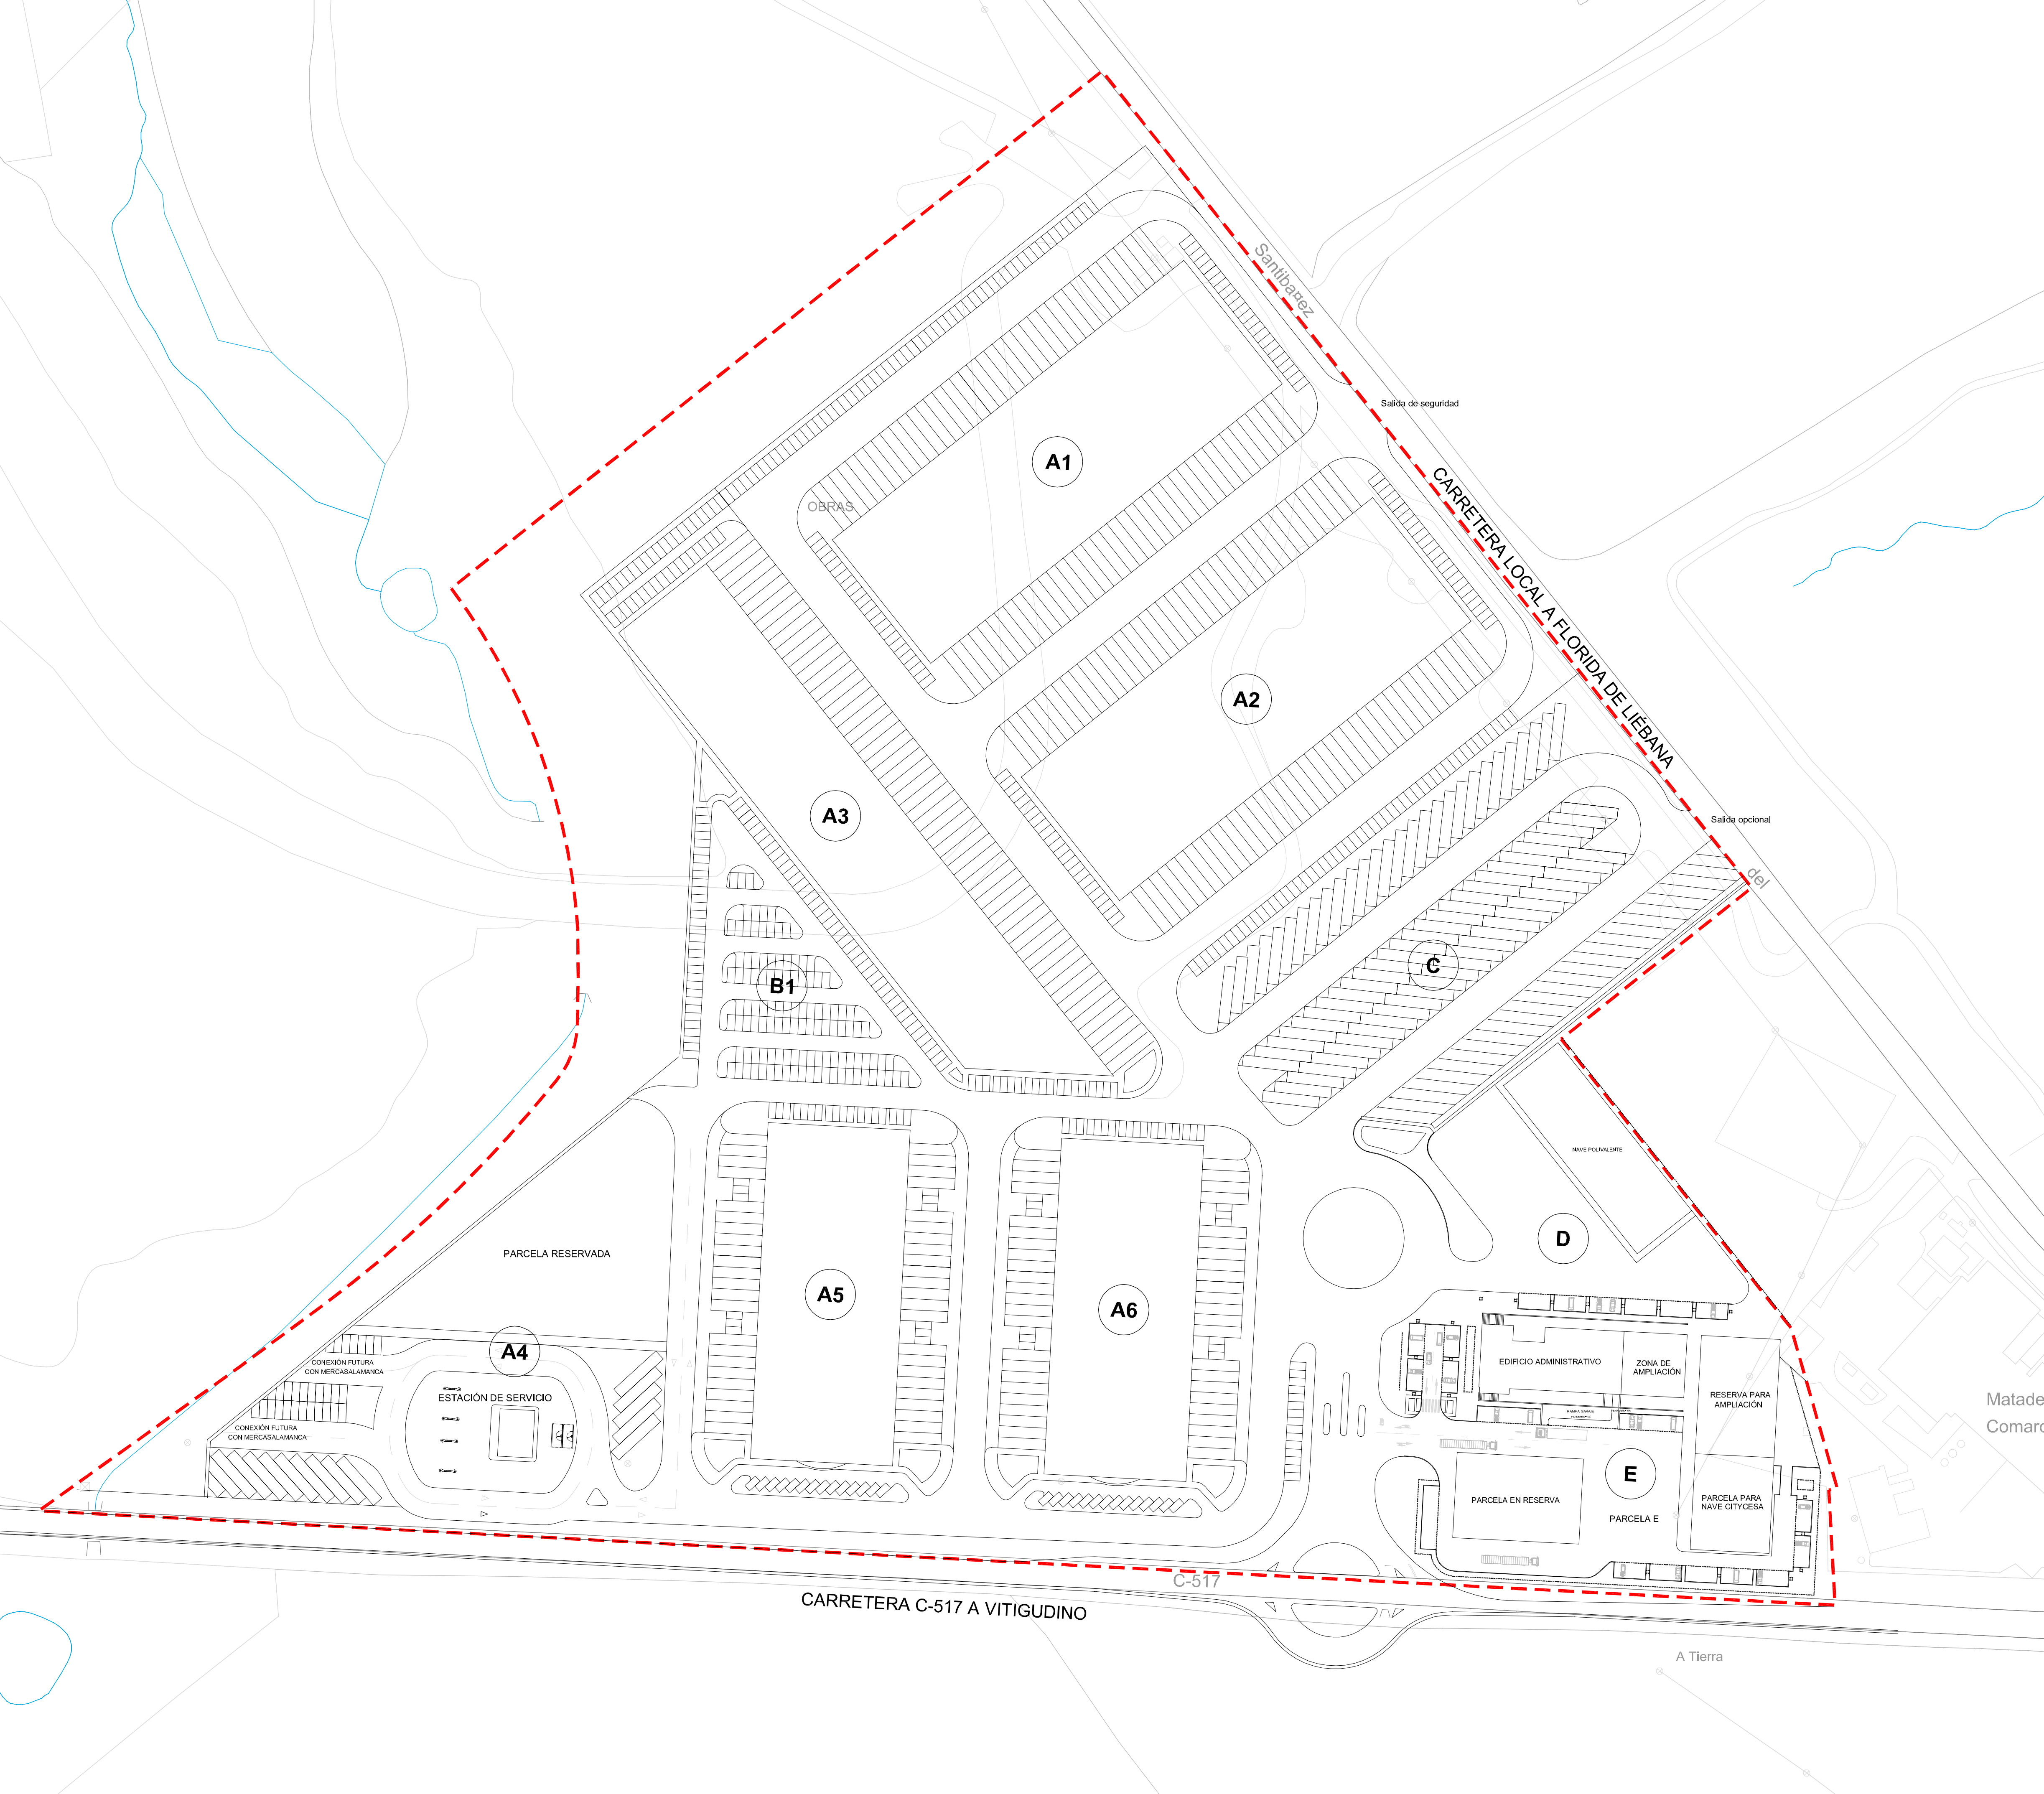 Santibañez
Salida de seguridad
CARRETERA LOCAL A FLORIDA DE LIÉBANA
A1
OBRAS
A2
A3
Salida opcional
del
C
B1
NAVE POLIVALENTE
D
PARCELA RESERVADA
A5
A6
A4
CONEXIÓN FUTURA
CON MERCASALAMANCA
ESTACIÓN DE SERVICIO
CONEXIÓN FUTURA
CON MERCASALAMANCA
EDIFICIO ADMINISTRATIVO
ZONA DE
AMPLIACIÓN
RESERVA PARA
AMPLIACIÓN
Matade
Comarc
RAMPA GARAJE
E
PARCELA EN RESERVA
PARCELA PARA
NAVE CITYCESA
PARCELA E
C-517
CARRETERA C-517 A VITIGUDINO
A Tierra